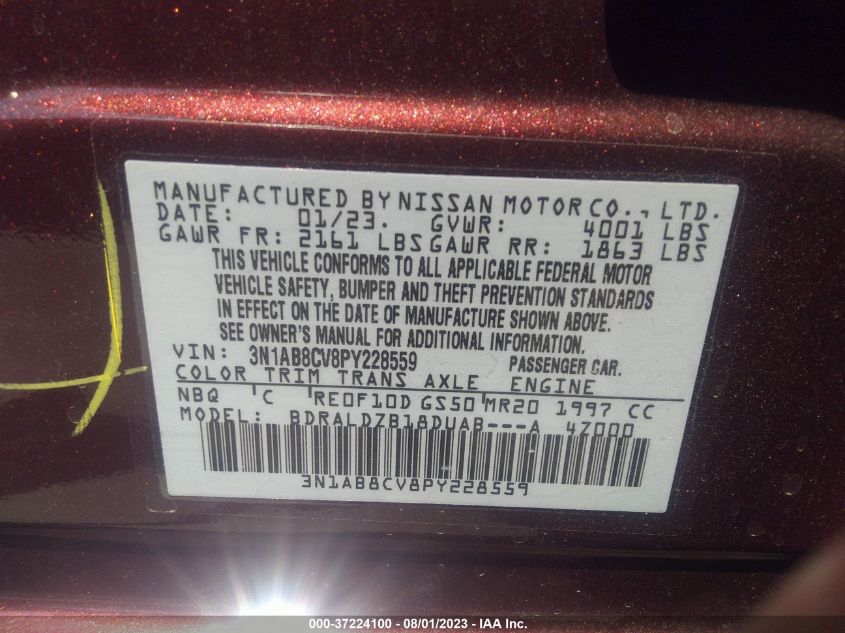 MANUFACTURED BY NISSAN MOTOR CO., LTD.
DATE: 01/23. GVWR: 4001 LBS
GAWR FR: 2161 LBS GAWR RR: 1863 LBS
THIS VEHICLE CONFORMS TO ALL APPLICABLE FEDERAL MOTOR
VEHICLE SAFETY, BUMPER AND THEFT PREVENTION STANDARDS
IN EFFECT ON THE DATE OF MANUFACTURE SHOWN ABOVE.
SEE OWNER'S MANUAL FOR ADDITIONAL INFORMATION.
VIN: 3N1AB8CV8PY228559 PASSENGER CAR.
COLOR TRIM TRANS AXLE ENGINE
NBQ 'C RE0F10D GS50 MR20 1997 CC
MODEL: BDRALDZB18DUAB---A 4Z000
3N1AB8CV8PY228559
000-37224100 - 08/01/2023 - IAA Inc.